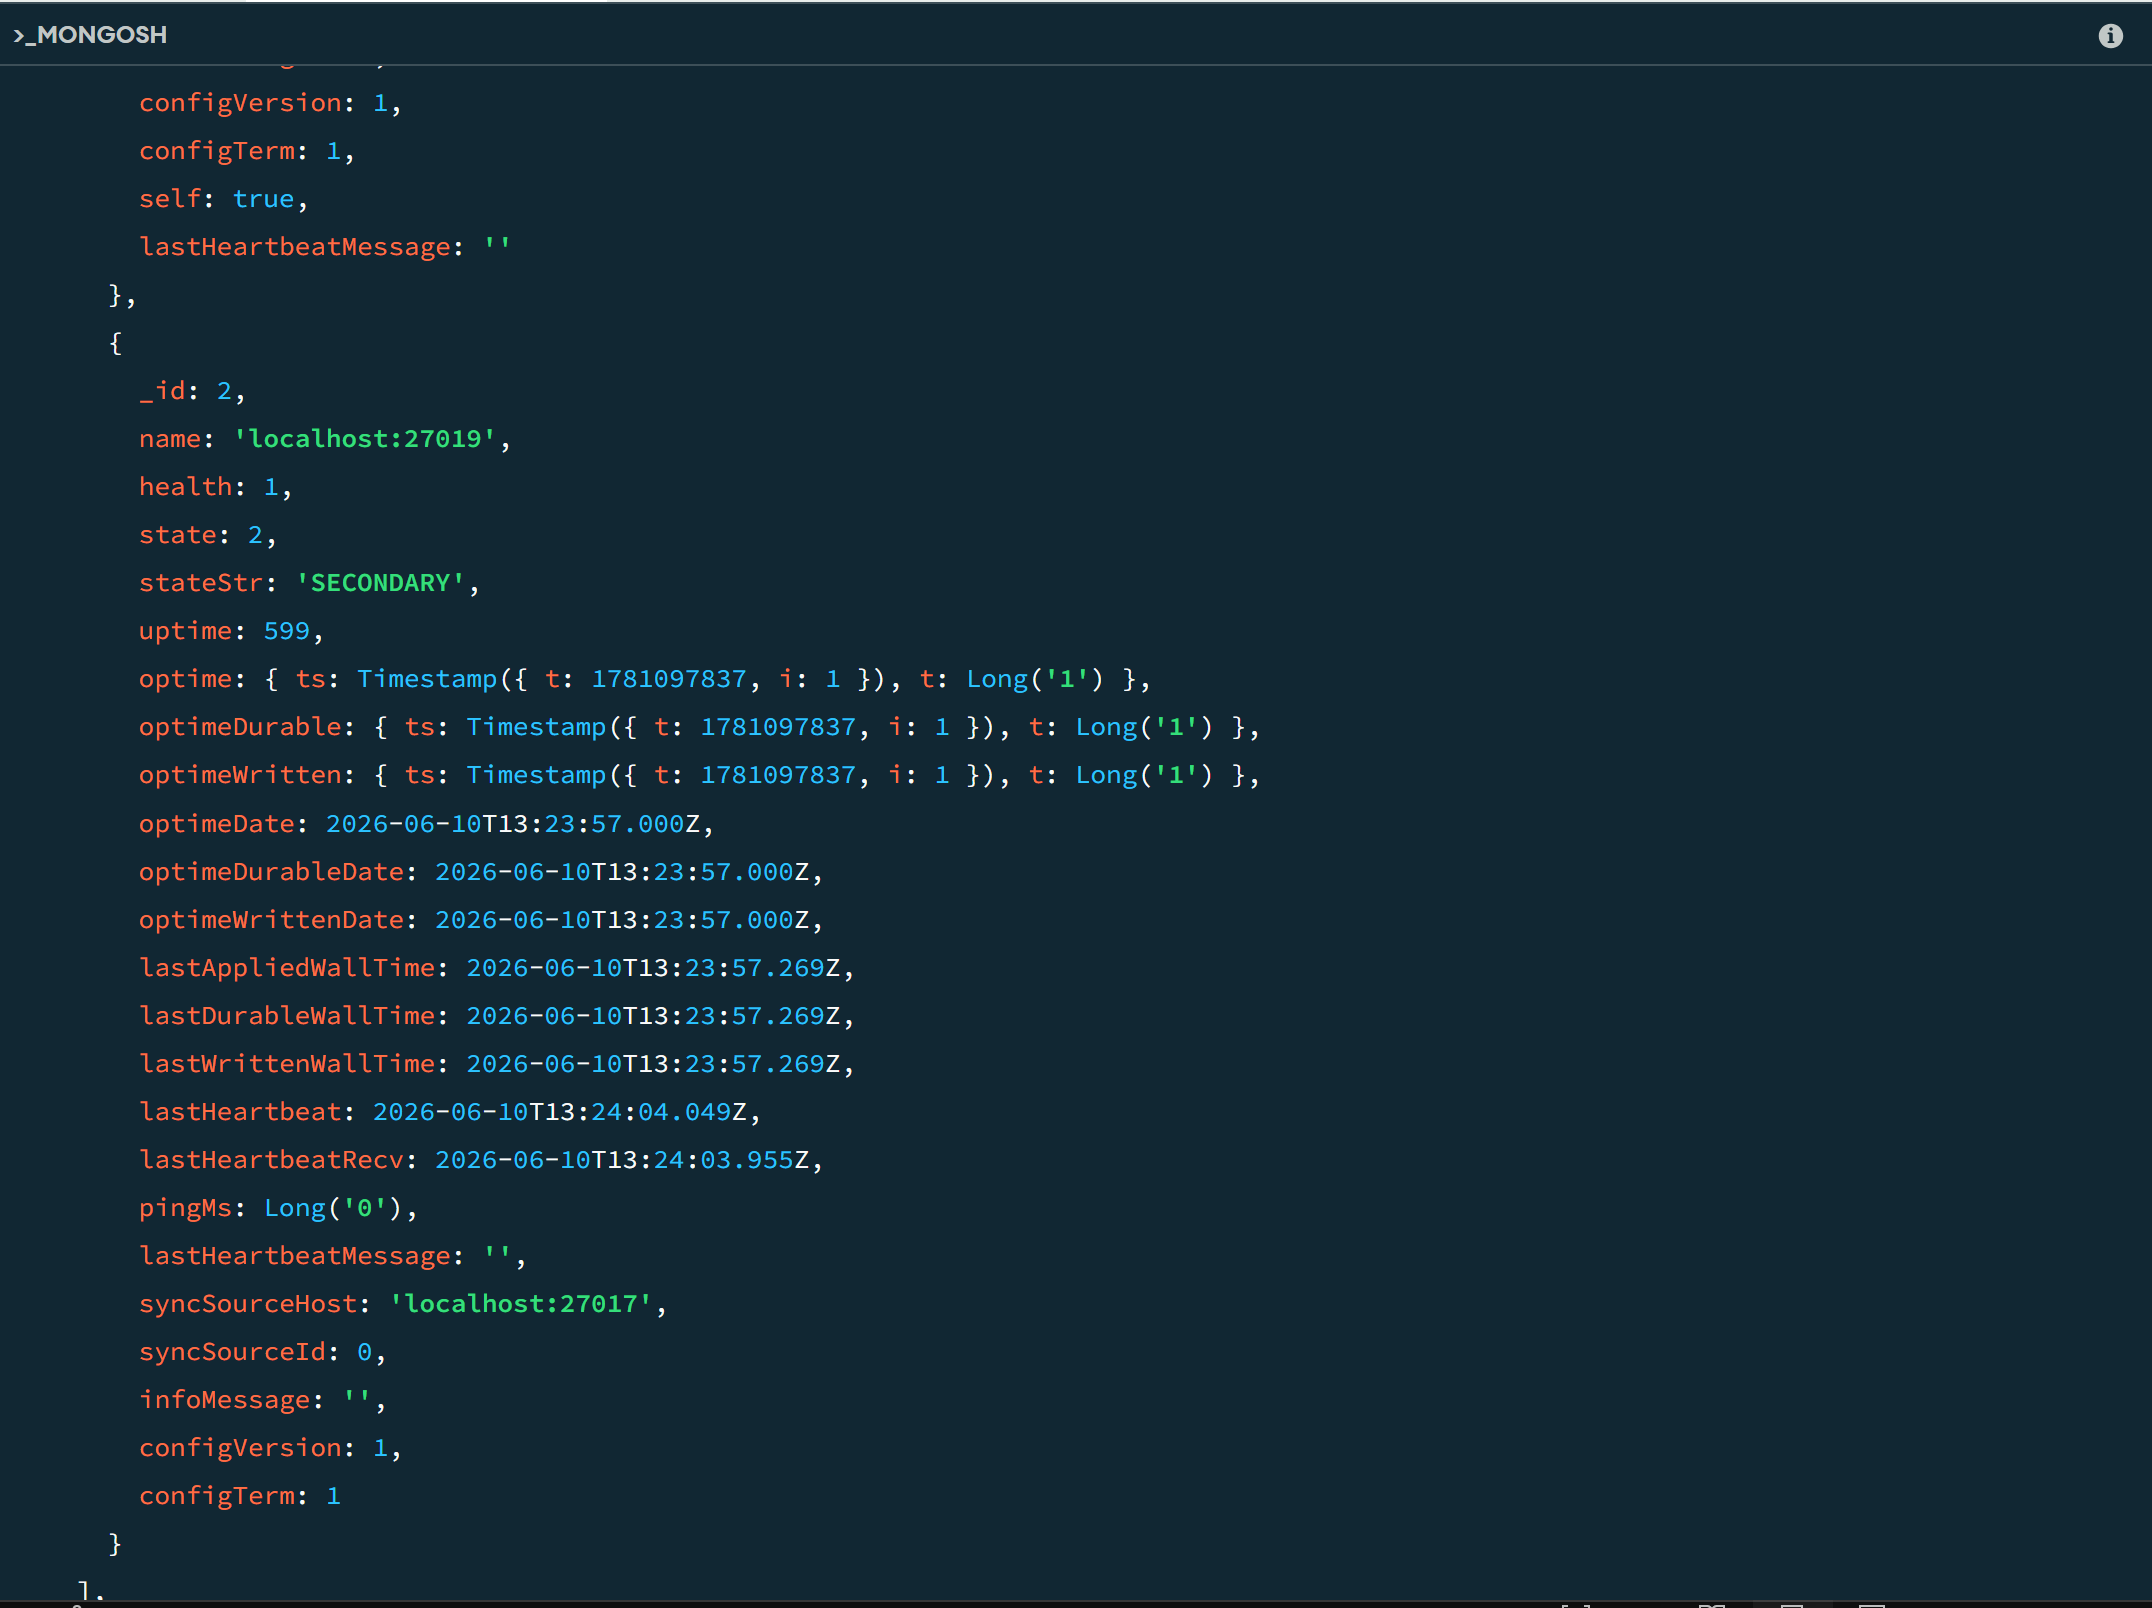 >_MONGOSH
configVersion: 1,
configTerm: 1,
self: true,
lastHeartbeatMessage: ''
},
{
_id: 2,
name: 'localhost:27019',
health: 1,
state: 2,
stateStr: 'SECONDARY',
uptime: 599,
optime: { ts: Timestamp({ t: 1781097837, i: 1 }), t: Long('1') },
optimeDurable: { ts: Timestamp({ t: 1781097837, i: 1 }), t: Long('1') },
optimeWritten: { ts: Timestamp({ t: 1781097837, i: 1 }), t: Long('1') },
optimeDate: 2026-06-10T13:23:57.000Z,
optimeDurableDate: 2026-06-10T13:23:57.000Z,
optimeWrittenDate: 2026-06-10T13:23:57.000Z,
lastAppliedWallTime: 2026-06-10T13:23:57.269Z,
lastDurableWallTime: 2026-06-10T13:23:57.269Z,
lastWrittenWallTime: 2026-06-10T13:23:57.269Z,
lastHeartbeat: 2026-06-10T13:24:04.049Z,
lastHeartbeatRecv: 2026-06-10T13:24:03.955Z,
pingMs: Long('0'),
lastHeartbeatMessage: '',
syncSourceHost: 'localhost:27017',
syncSourceId: 0,
infoMessage: '',
configVersion: 1,
configTerm: 1
}
],